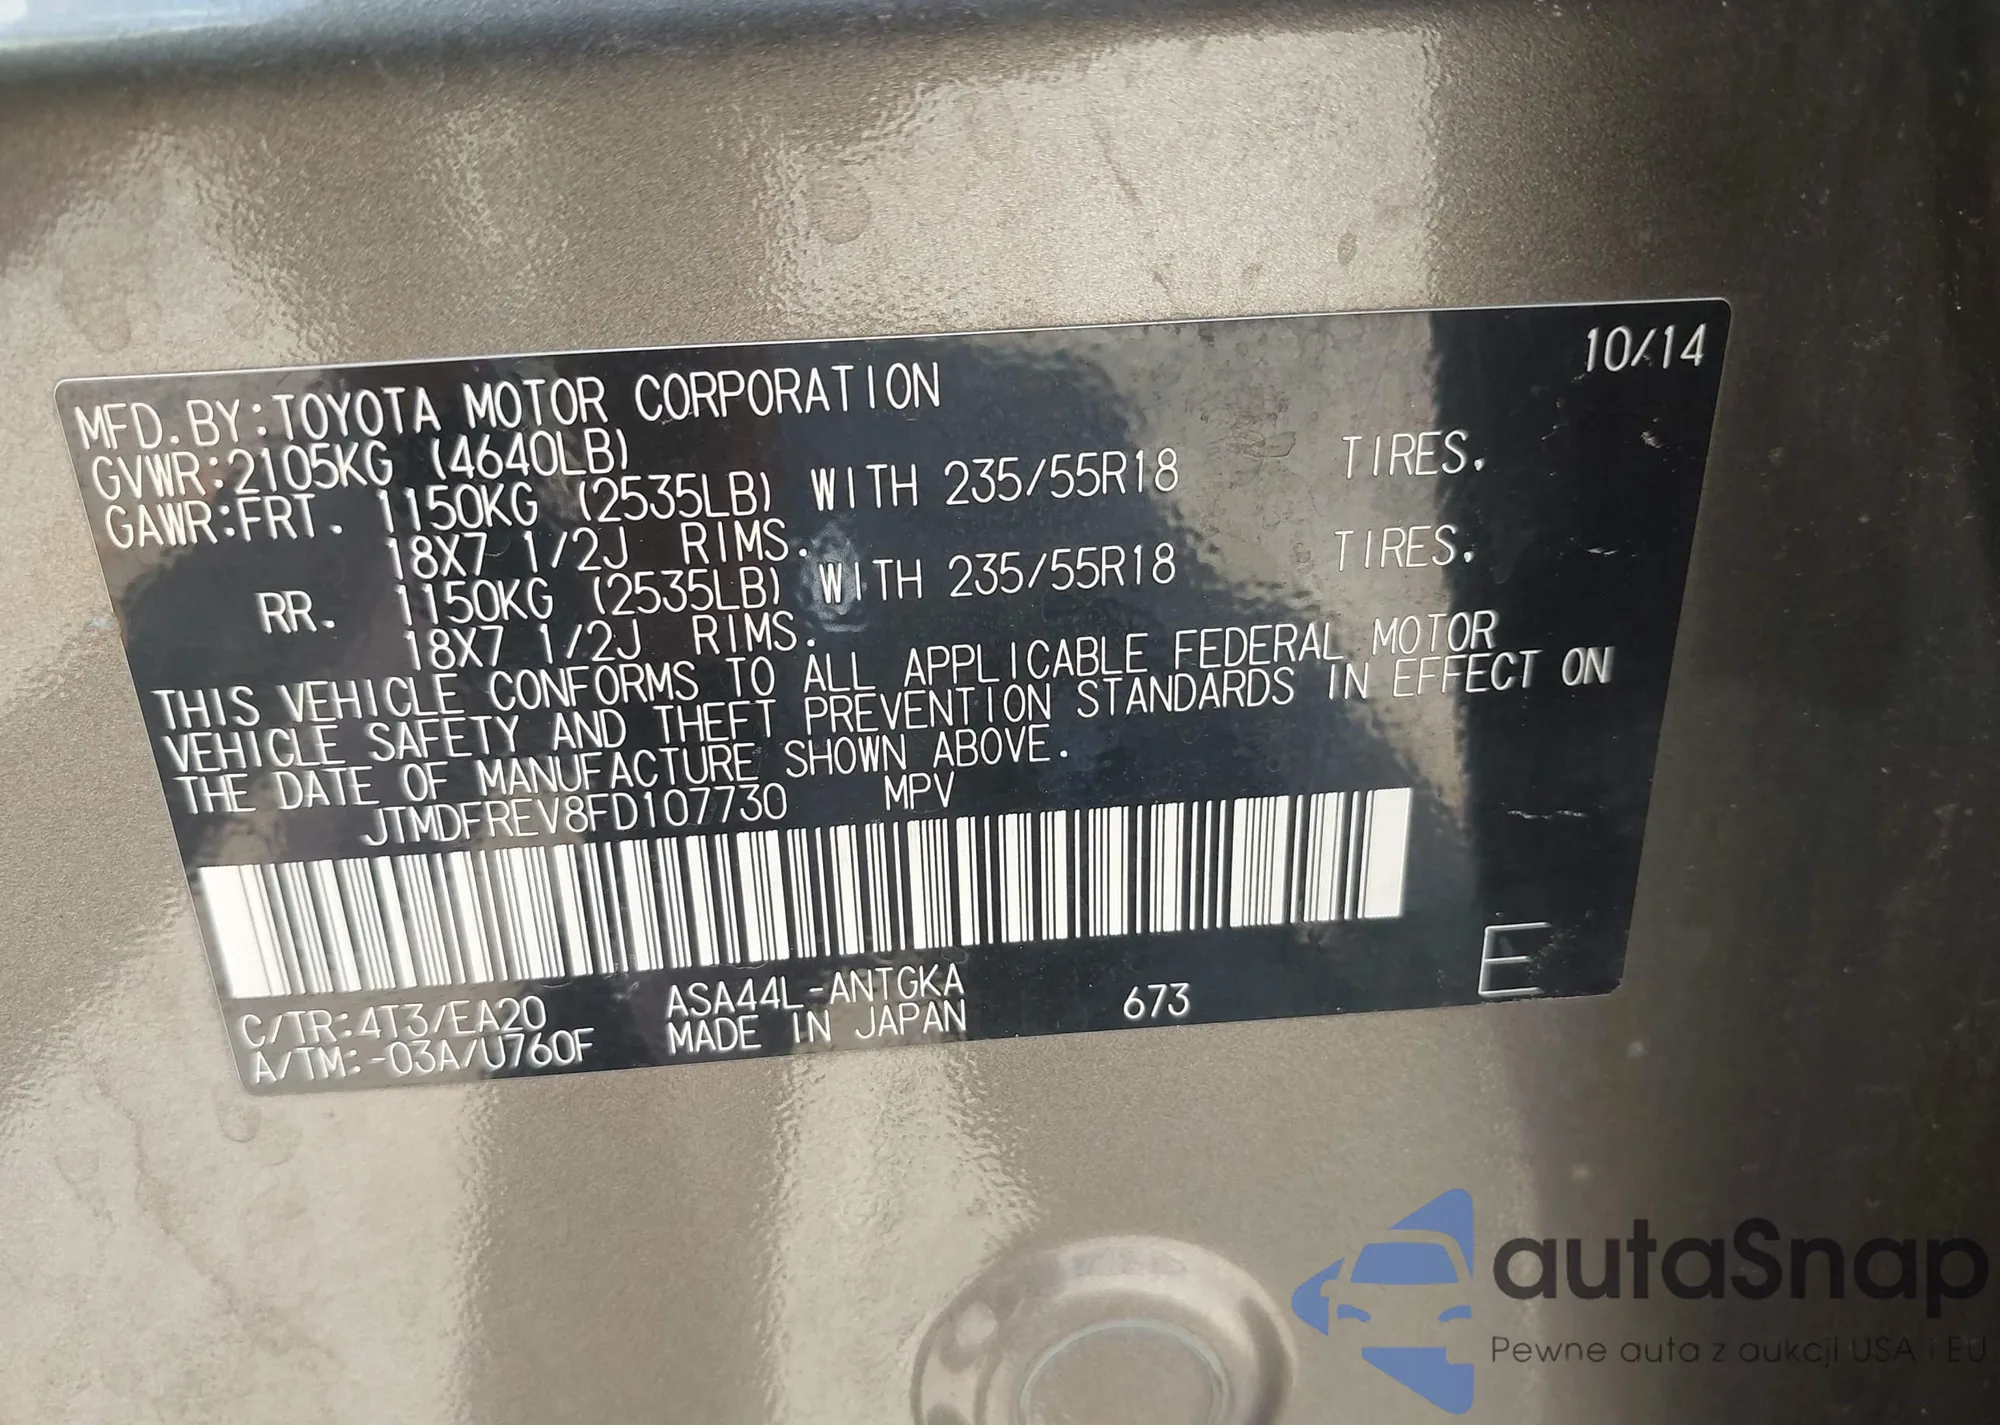 10/14
MFD. BY:TOYOTA MOTOR CORPORATION
GVWR:2105KG (4640LB)
GAWR:FRT. 1150KG (2535LB) WITH 235/55R18 TIRES.
18X7 1/2J RIMS.
RR. 1150KG (2535LB) WITH 235/55R18 TIRES.
18X7 1/2J RIMS.
THIS VEHICLE CONFORMS TO ALL APPLICABLE FEDERAL MOTOR
VEHICLE SAFETY AND THEFT PREVENTION STANDARDS IN EFFECT ON
THE DATE OF MANUFACTURE SHOWN ABOVE.
JTMDFREV8FD107730 MPV
C/TR:4T3/EA20 ASA44L-ANTGKA 673 E
A/TM:-03A/U760F MADE IN JAPAN
autaSnap
Pewne auta z aukcji USA i EU